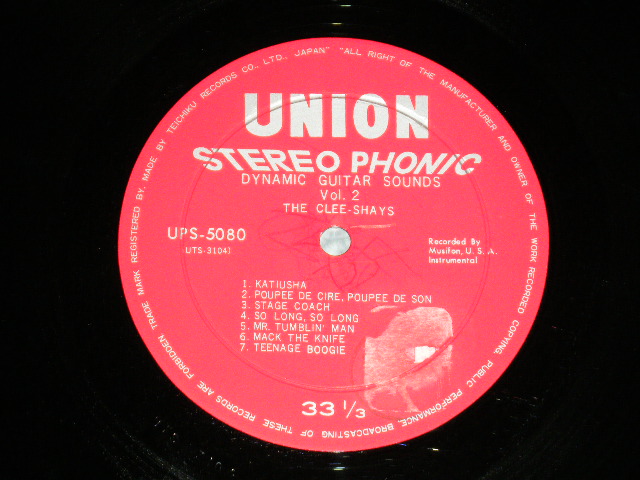 UNION
STEREO PHONIC
DYNAMIC GUITAR SOUNDS
Vol. 2
THE CLEE-SHAYS
UPS-5080
(UTS-3104)
Recorded By
Musifon, U. S. A.
Instrumental
1. KATIUSHA
2. POUPEE DE CIRE, POUPEE DE SON
3. STAGE COACH
4. SO LONG, SO LONG
5. MR. TUMBLIN' MAN
6. MACK THE KNIFE
7. TEENAGE BOOGIE
33 1/3
TRADE MARK REGISTERED BY, MADE BY TEICHIKU RECORDS CO., LTD., JAPAN" "ALL RIGHT OF THE MANUFACTURER AND OWNER OF THE WORK RECORDED COPYING, PUBLIC PERFORMANCE, BROADCASTING OF THESE RECORDS ARE FORBIDDEN